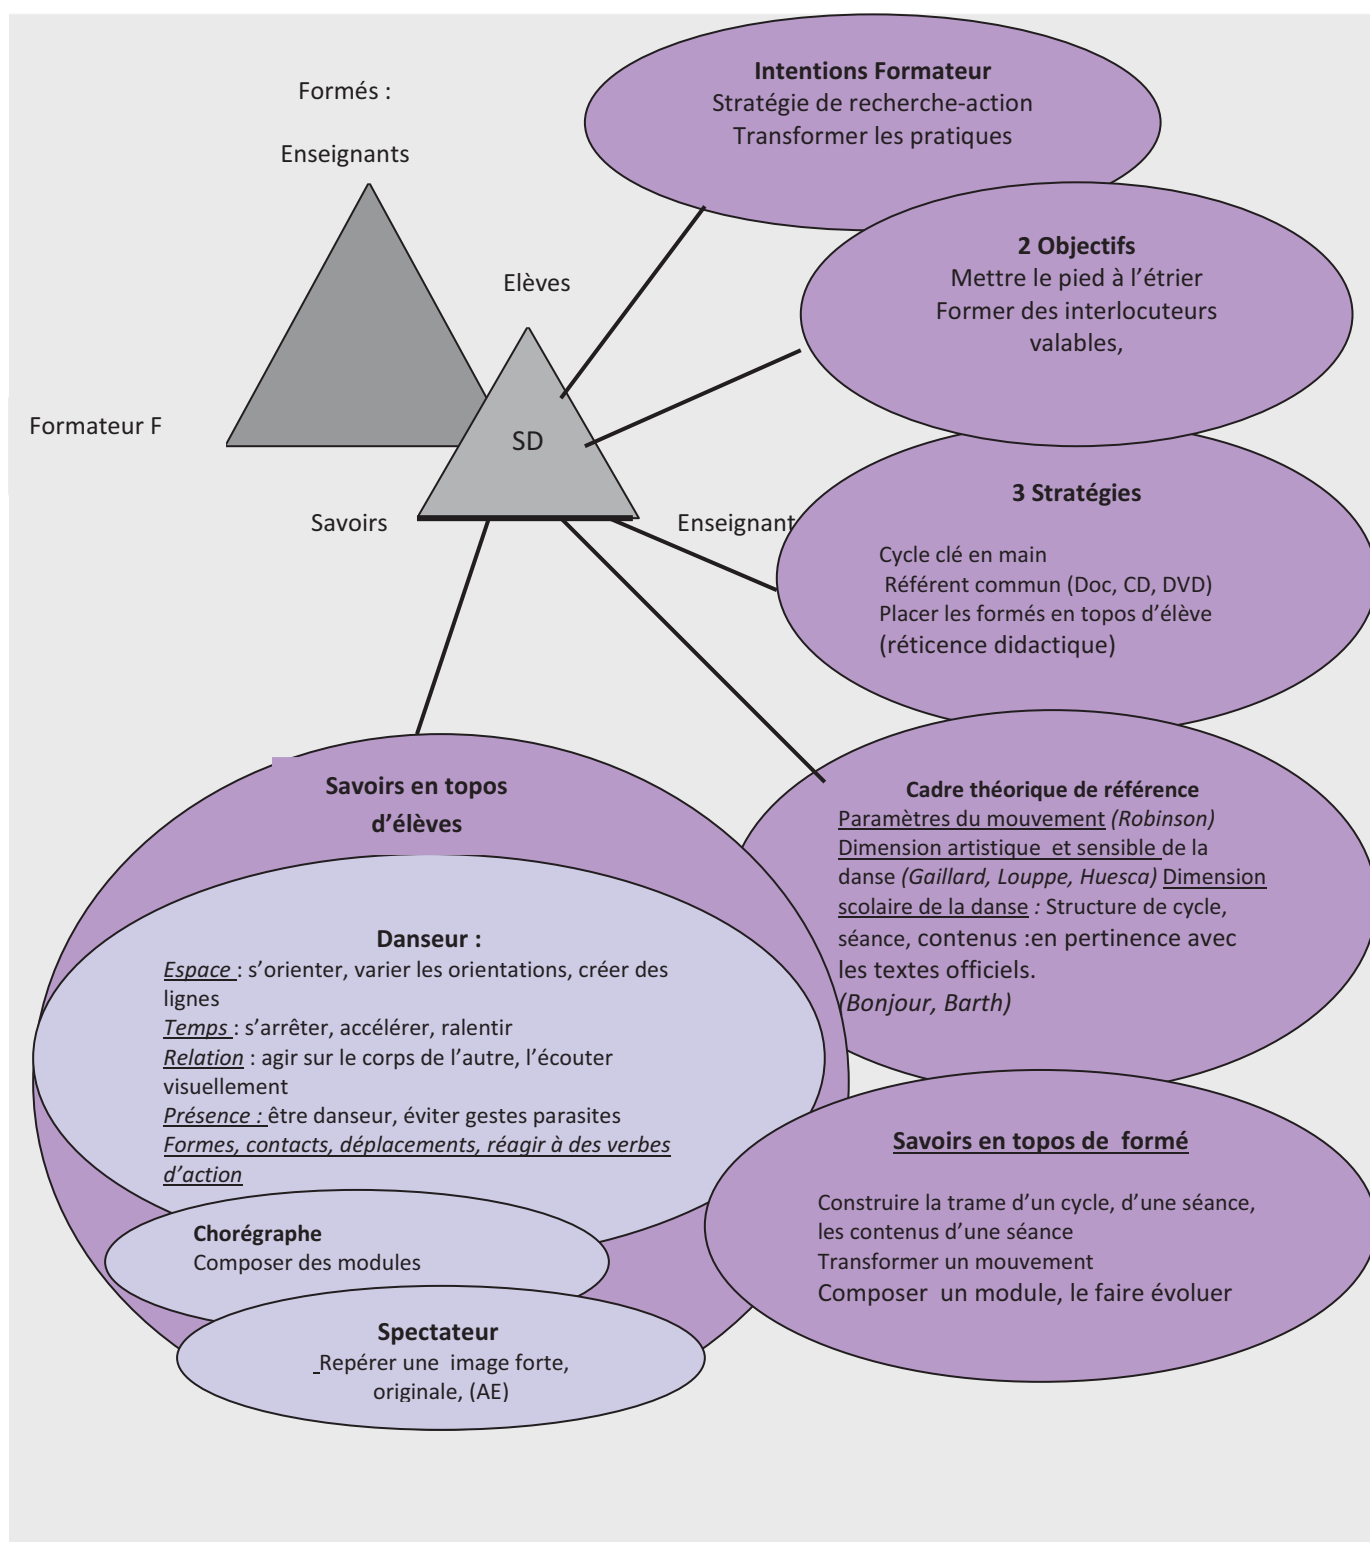 Formés :
Enseignants
Formateur F
Elèves
SD
Savoirs
Enseignant
Intentions Formateur
Stratégie de recherche-action
Transformer les pratiques
2 Objectifs
Mettre le pied à l’étrier
Former des interlocuteurs
valables,
3 Stratégies
Cycle clé en main
Référent commun (Doc, CD, DVD)
Placer les formés en topos d’élève
(réticence didactique)
Cadre théorique de référence
Paramètres du mouvement (Robinson)
Dimension artistique et sensible de la
danse (Gaillard, Louppe, Huesca) Dimension
scolaire de la danse : Structure de cycle,
séance, contenus :en pertinence avec
les textes officiels.
(Bonjour, Barth)
Savoirs en topos
d’élèves
Danseur :
Espace : s’orienter, varier les orientations, créer des
lignes
Temps : s’arrêter, accélérer, ralentir
Relation : agir sur le corps de l’autre, l’écouter
visuellement
Présence : être danseur, éviter gestes parasites
Formes, contacts, déplacements, réagir à des verbes
d’action
Chorégraphe
Composer des modules
Spectateur
Repérer une image forte,
originale, (AE)
Savoirs en topos de formé
Construire la trame d’un cycle, d’une séance,
les contenus d’une séance
Transformer un mouvement
Composer un module, le faire évoluer